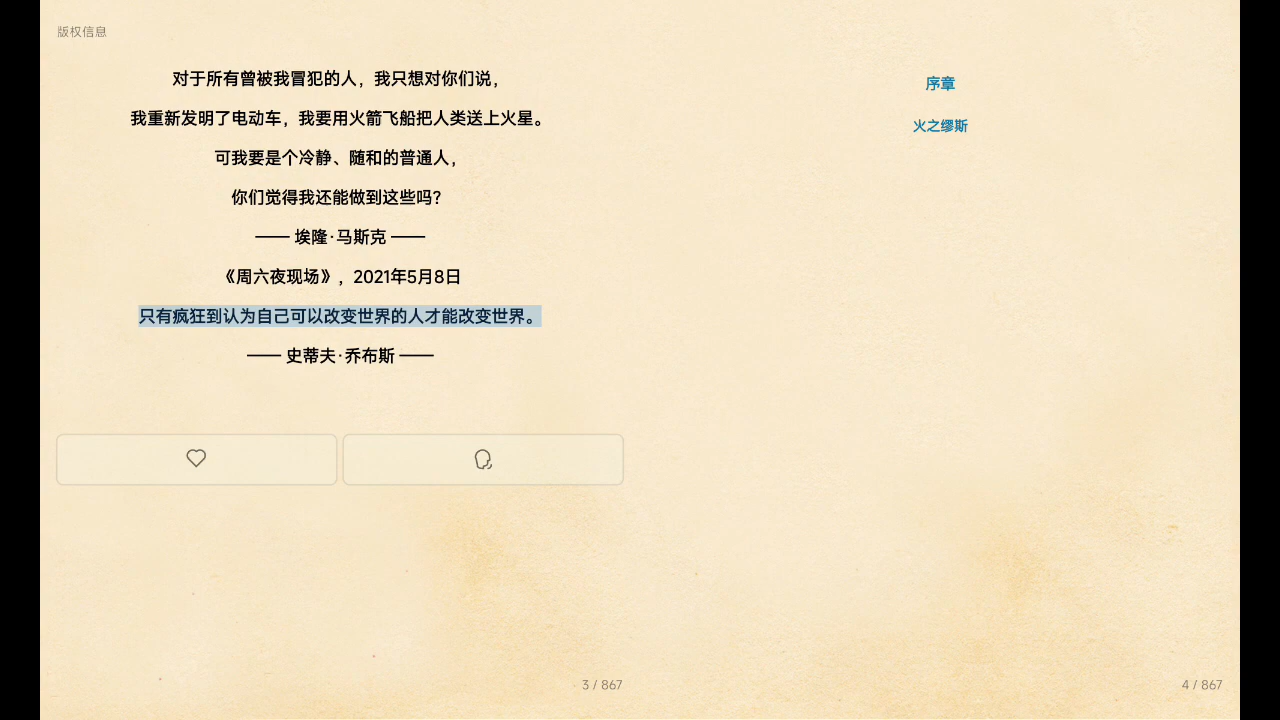 版权信息
对于所有曾被我冒犯的人，我只想对你们说，
我重新发明了电动车，我要用火箭飞船把人类送上火星。
可我要是个冷静、随和的普通人，
你们觉得我还能做到这些吗？
—— 埃隆·马斯克 ——
《周六夜现场》，2021年5月8日
只有疯狂到认为自己可以改变世界的人才能改变世界。
—— 史蒂夫·乔布斯 ——
3 / 867
序章
火之缪斯
4 / 867